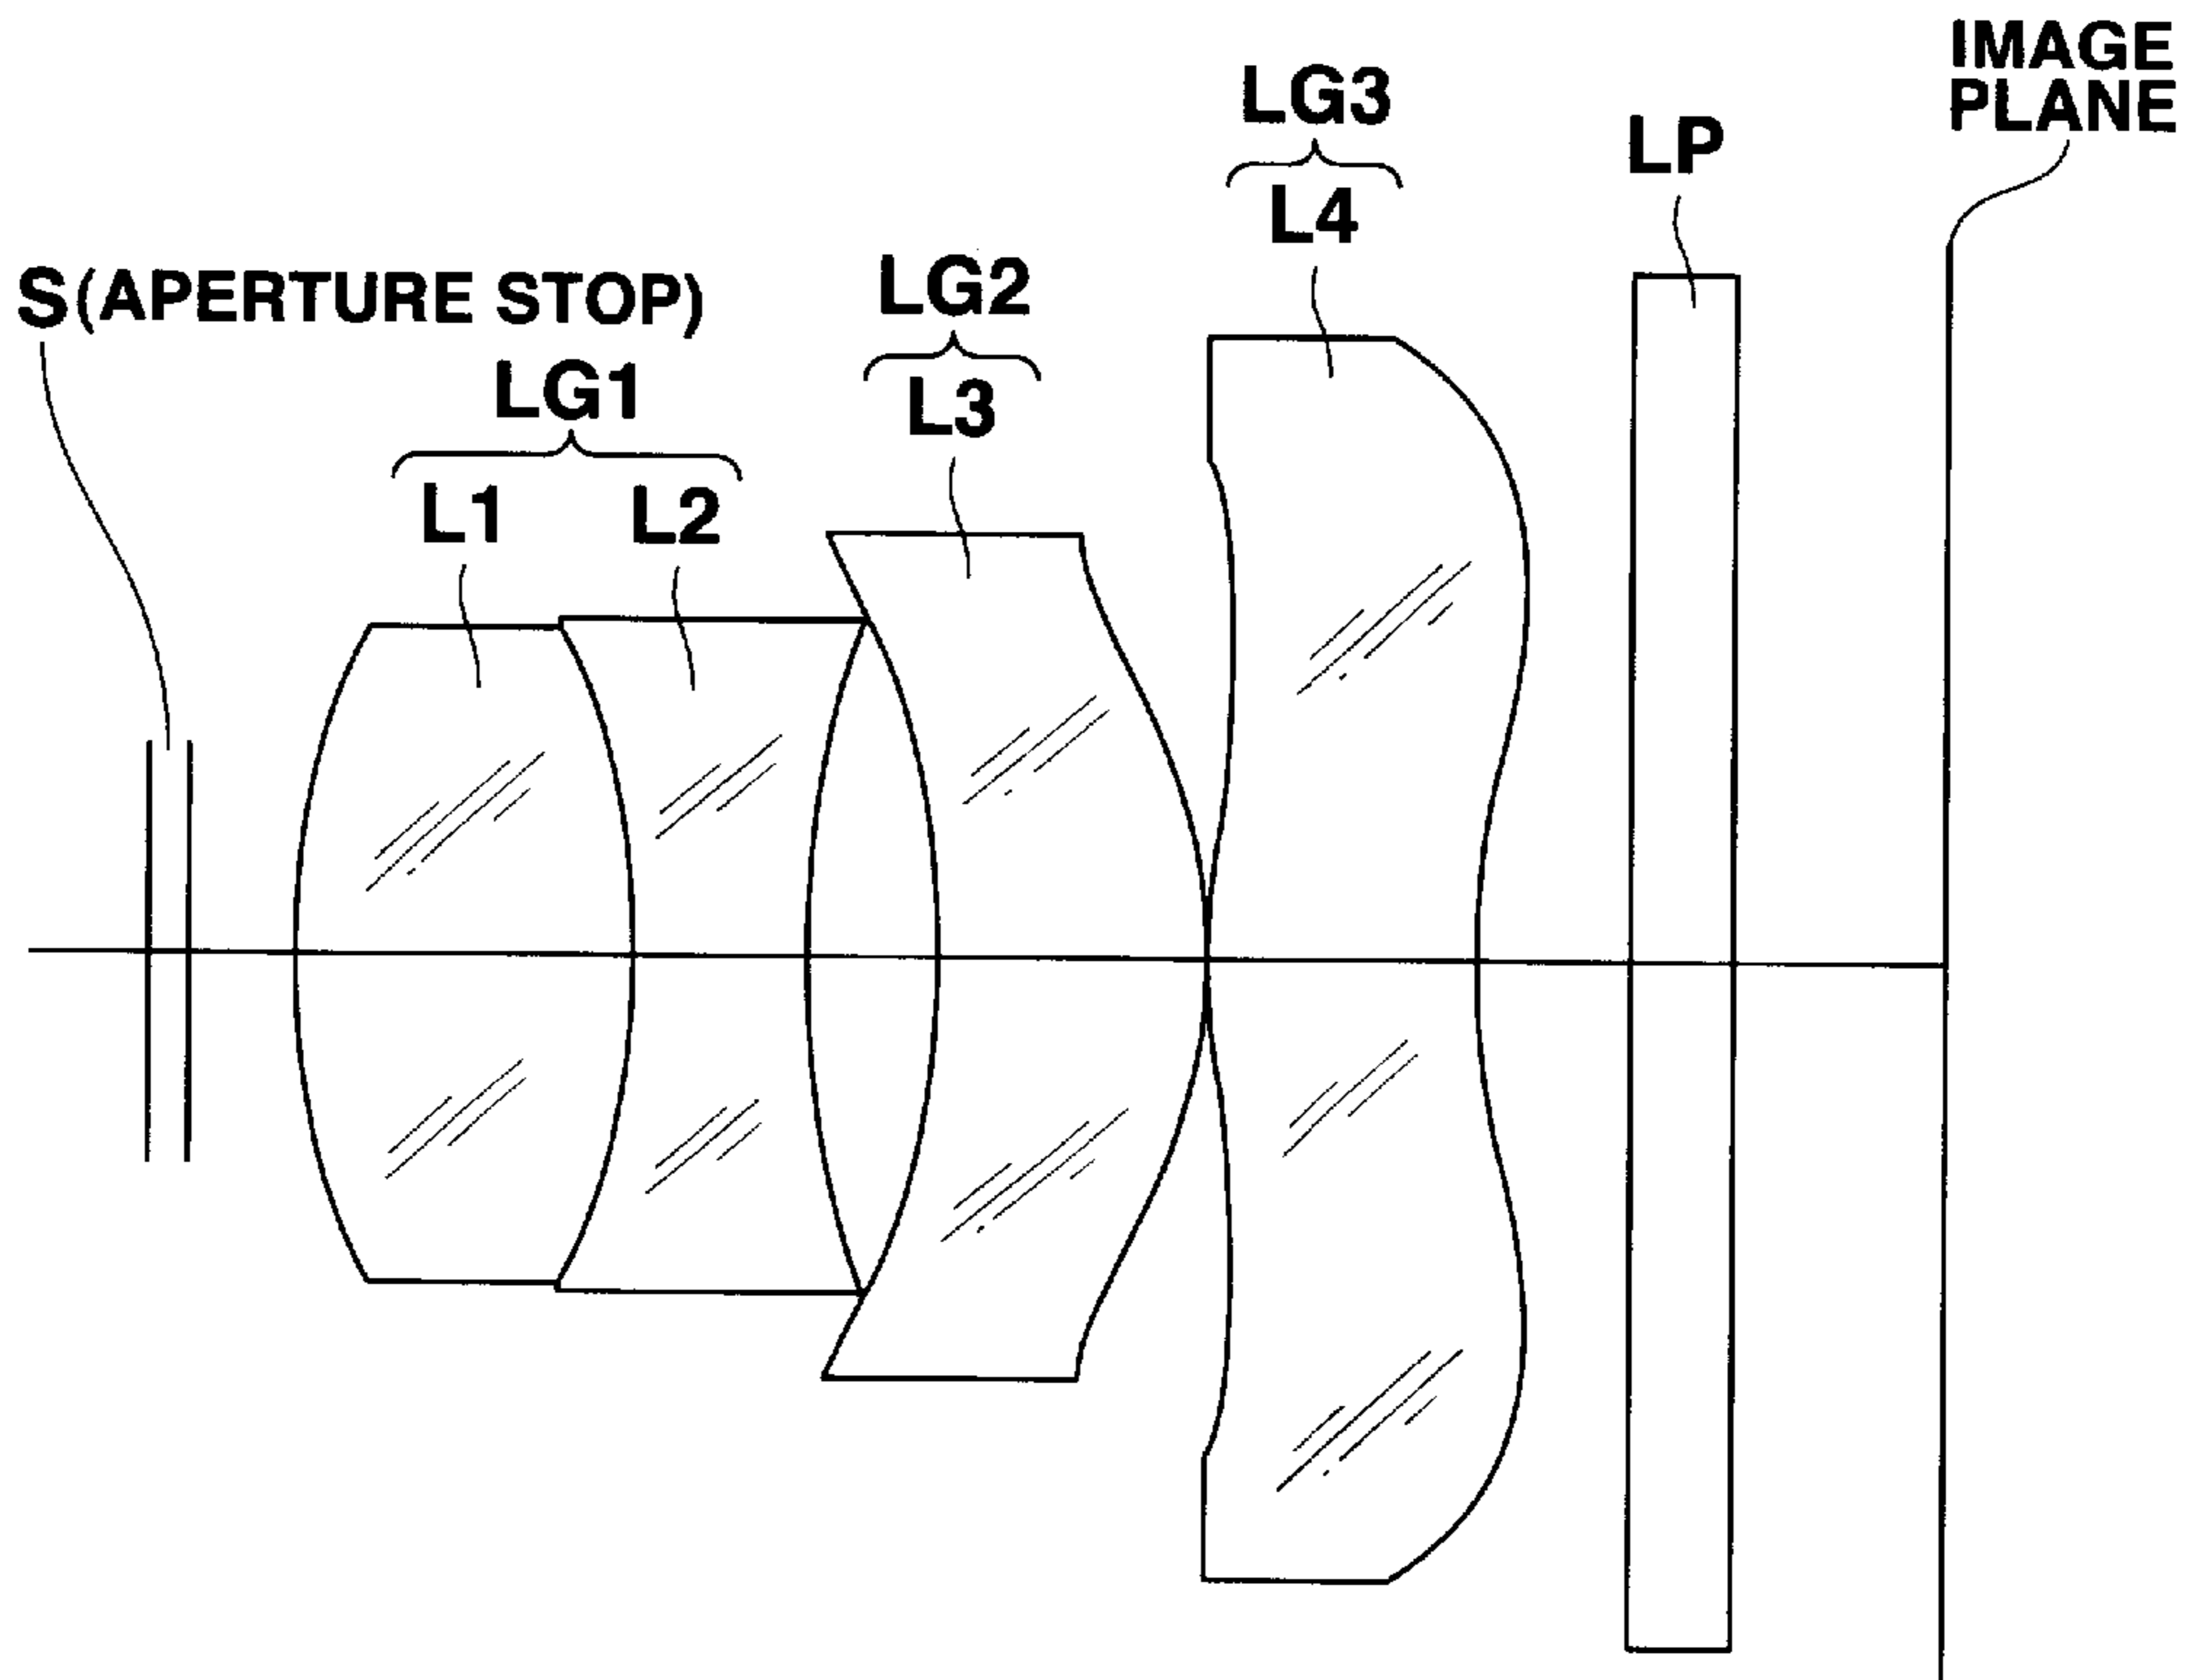 IMAGE
PLANE
LG3
L4
LP
S(APERTURE STOP)
LG1
L1 L2
LG2
L3